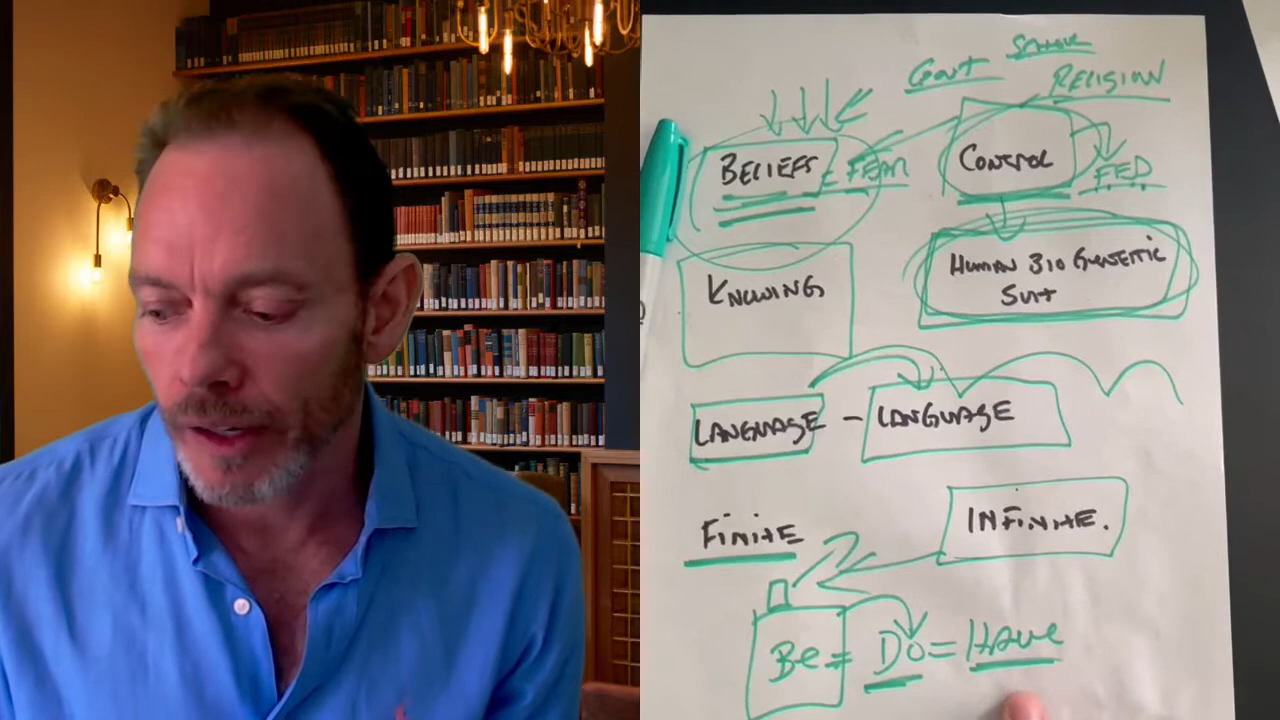 Govt School
RELIGION
BELIEFS = FEAR
CONTROL
FED
KNOWING
HUMAN BIO GENETIC
SUIT
LANGUAGE - LANGUAGE
FINITE
INFINITE.
Be = Do = Have